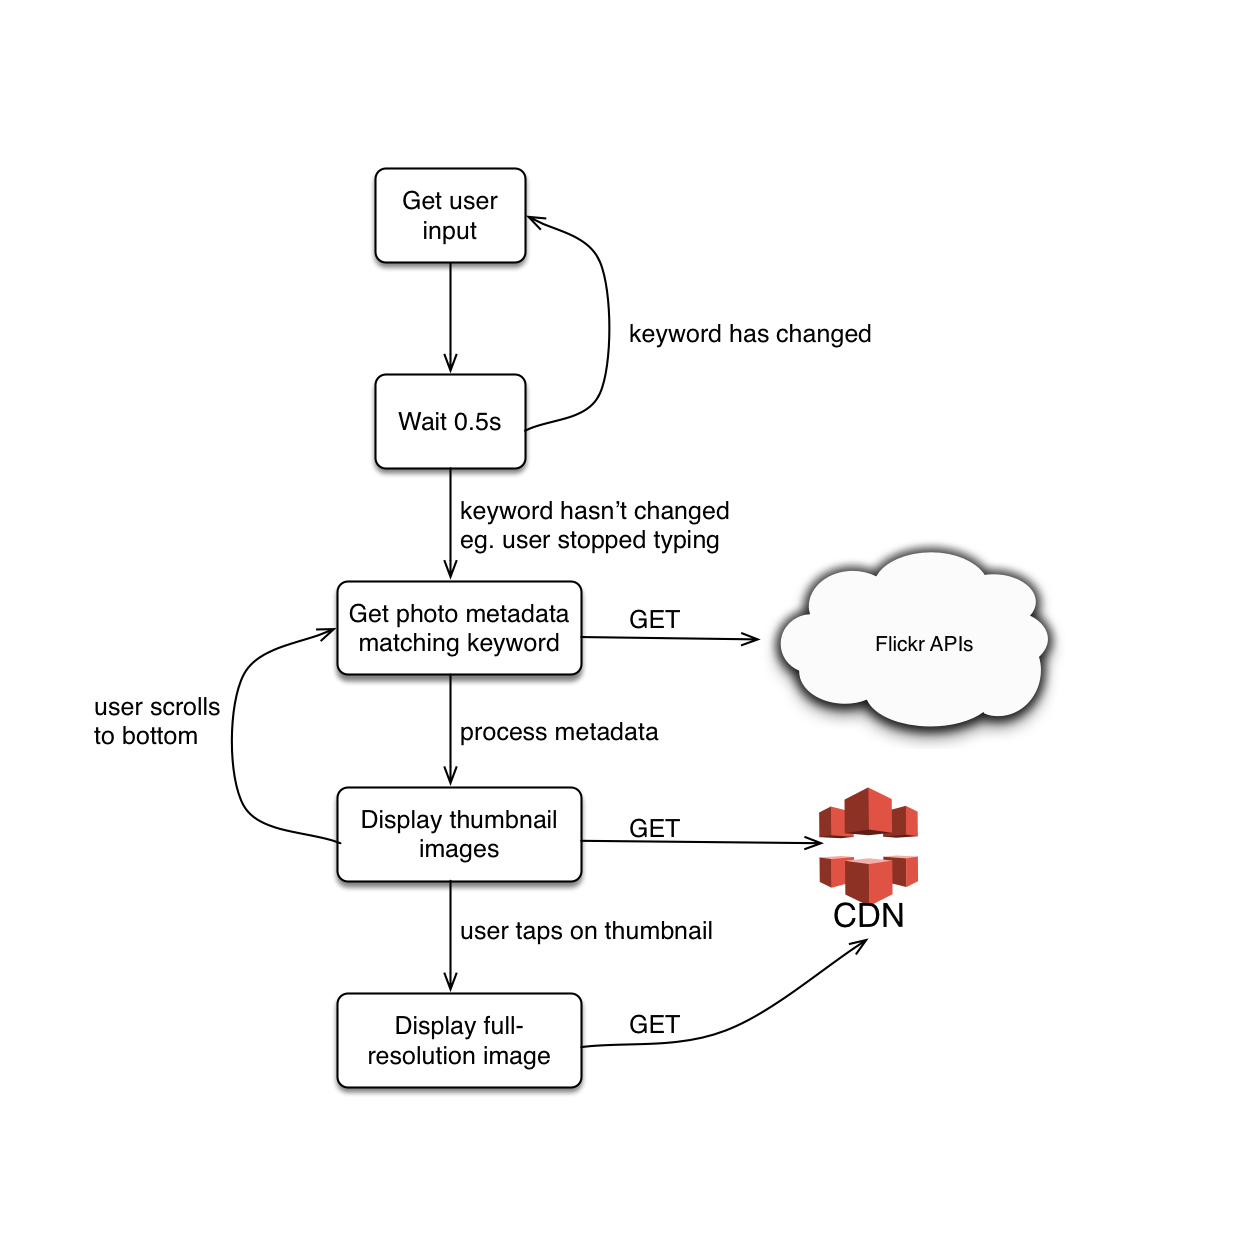 Get user
input
keyword has changed
Wait 0.5s
keyword hasn't changed
eg. user stopped typing
Get photo metadata
matching keyword
GET
Flickr APIs
user scrolls
to bottom
process metadata
Display thumbnail
images
GET
CDN
user taps on thumbnail
Display full-
resolution image
GET